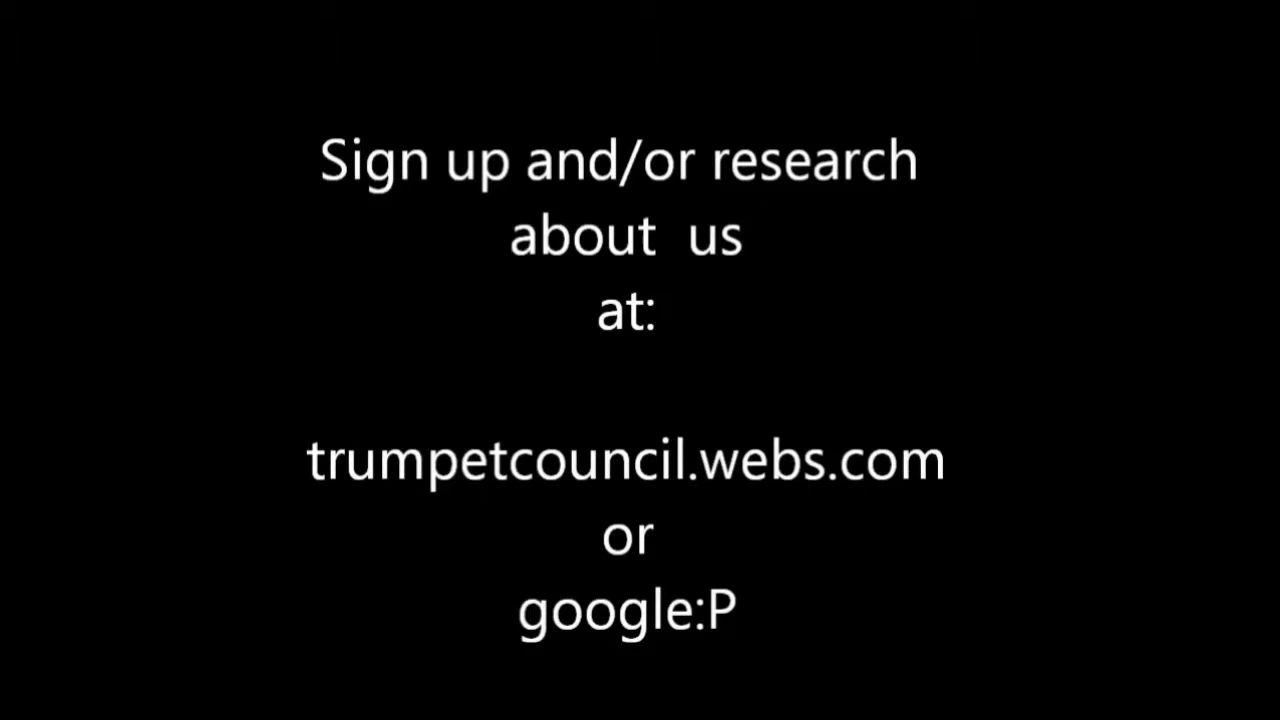 Sign up and/or research
about  us
at:
trumpetcouncil.webs.com
or
google:P